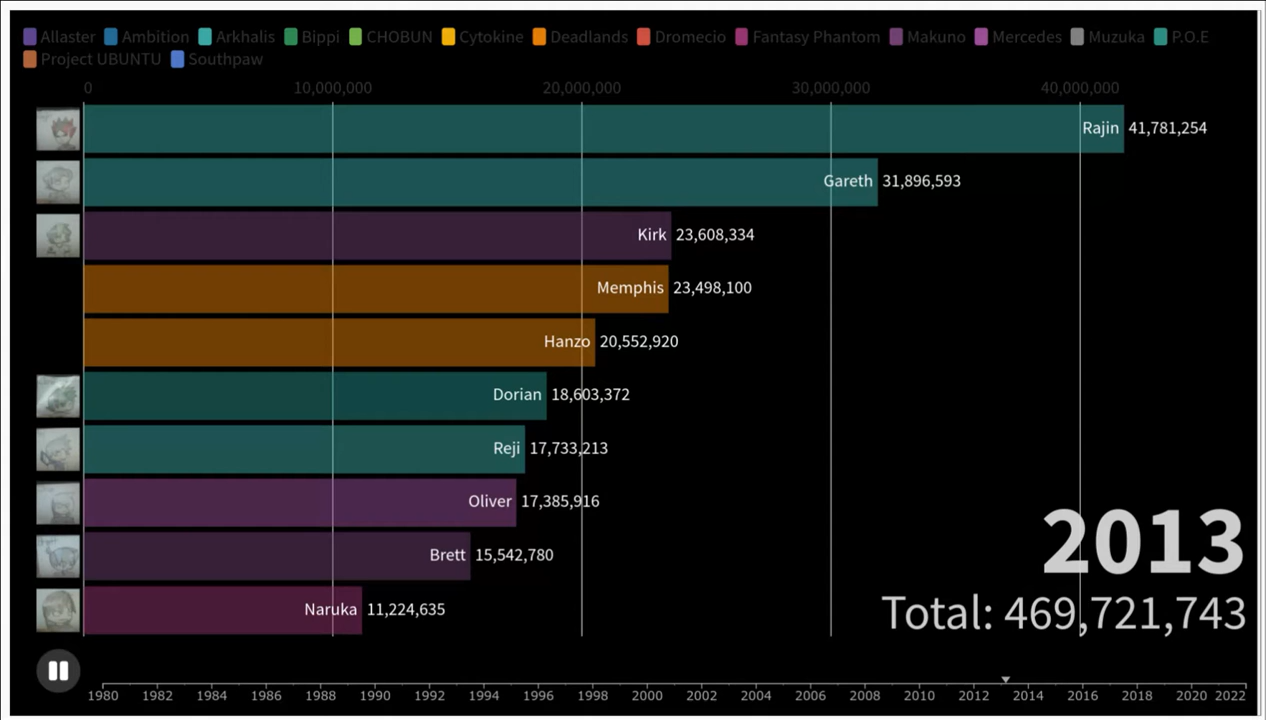 Allaster Ambition Arkhalis Bippi CHOBUN Cytokine Deadlands Dromecio Fantasy Phantom Makuno Mercedes Muzuka P.O.E
Project UBUNTU Southpaw
0 10,000,000 20,000,000 30,000,000 40,000,000
Rajin 41,781,254
Gareth 31,896,593
Kirk 23,608,334
Memphis 23,498,100
Hanzo 20,552,920
Dorian 18,603,372
Reji 17,733,213
Oliver 17,385,916
Brett 15,542,780
Naruka 11,224,635
2013
Total: 469,721,743
1980 1982 1984 1986 1988 1990 1992 1994 1996 1998 2000 2002 2004 2006 2008 2010 2012 2014 2016 2018 2020 2022